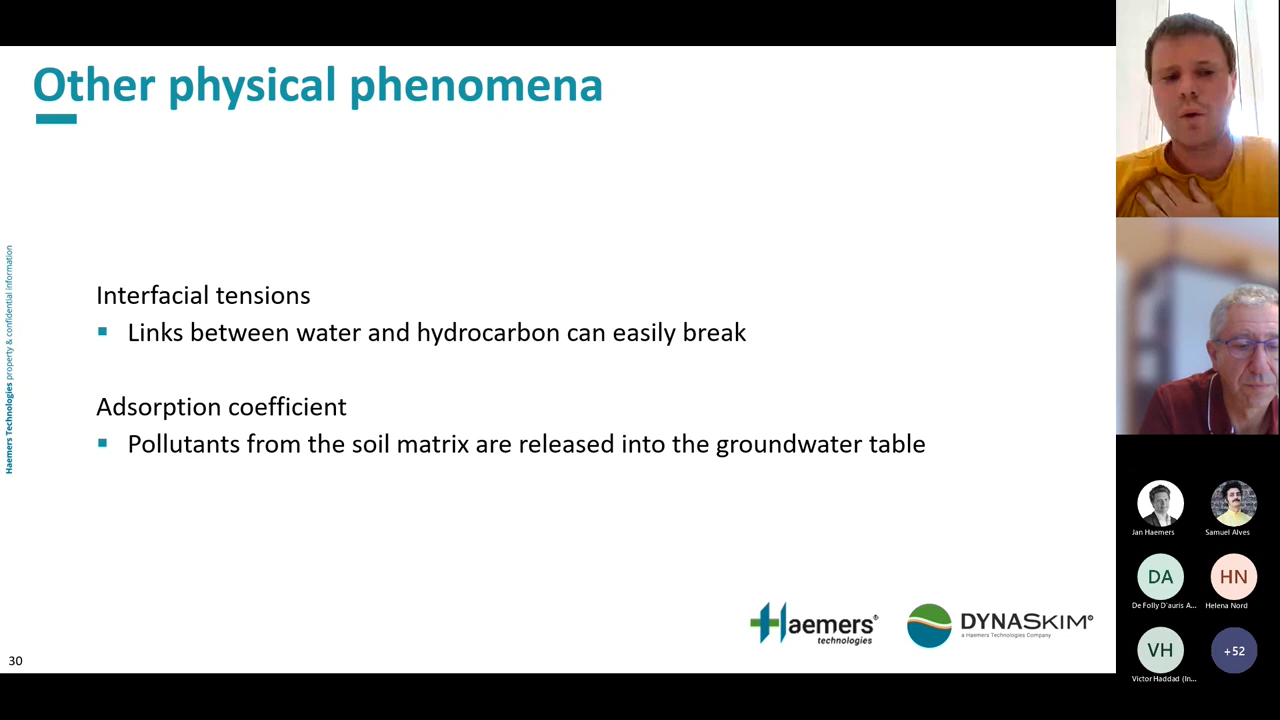 Other physical phenomena
Haemers Technologies property & confidential information
Interfacial tensions
▪ Links between water and hydrocarbon can easily break
Adsorption coefficient
▪ Pollutants from the soil matrix are released into the groundwater table
Haemers®
technologies
DYNASKIM®
a Haemers Technologies Company
30
Jan Haemers
Samuel Alves
DA
HN
De Folly D'auris A...
Helena Nord
VH
+52
Victor Haddad (In...